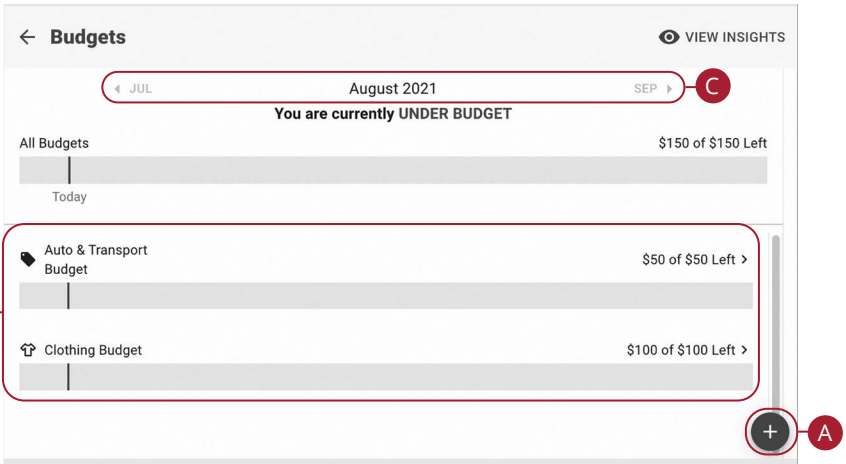 Budgets
VIEW INSIGHTS
JUL
August 2021
SEP
C
You are currently UNDER BUDGET
All Budgets
$150 of $150 Left
Today
Auto & Transport
Budget
$50 of $50 Left
Clothing Budget
$100 of $100 Left
+
A